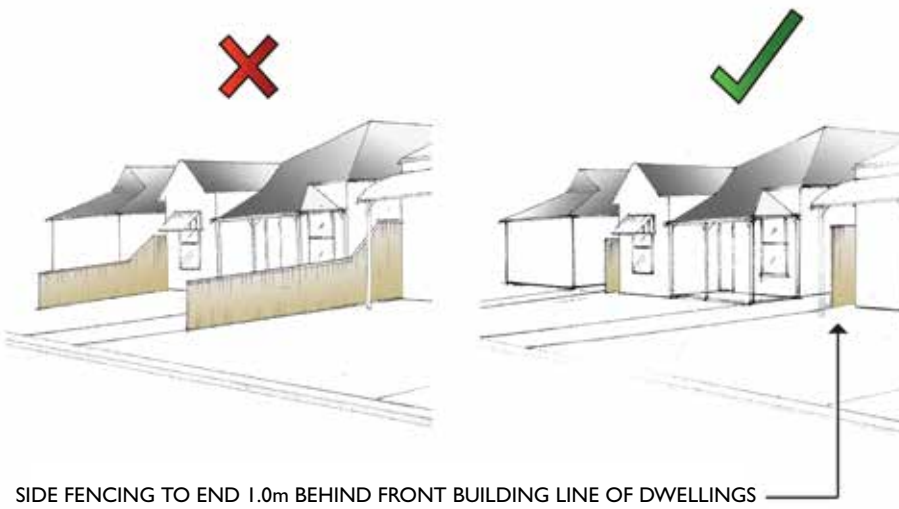 SIDE FENCING TO END 1.0m BEHIND FRONT BUILDING LINE OF DWELLINGS